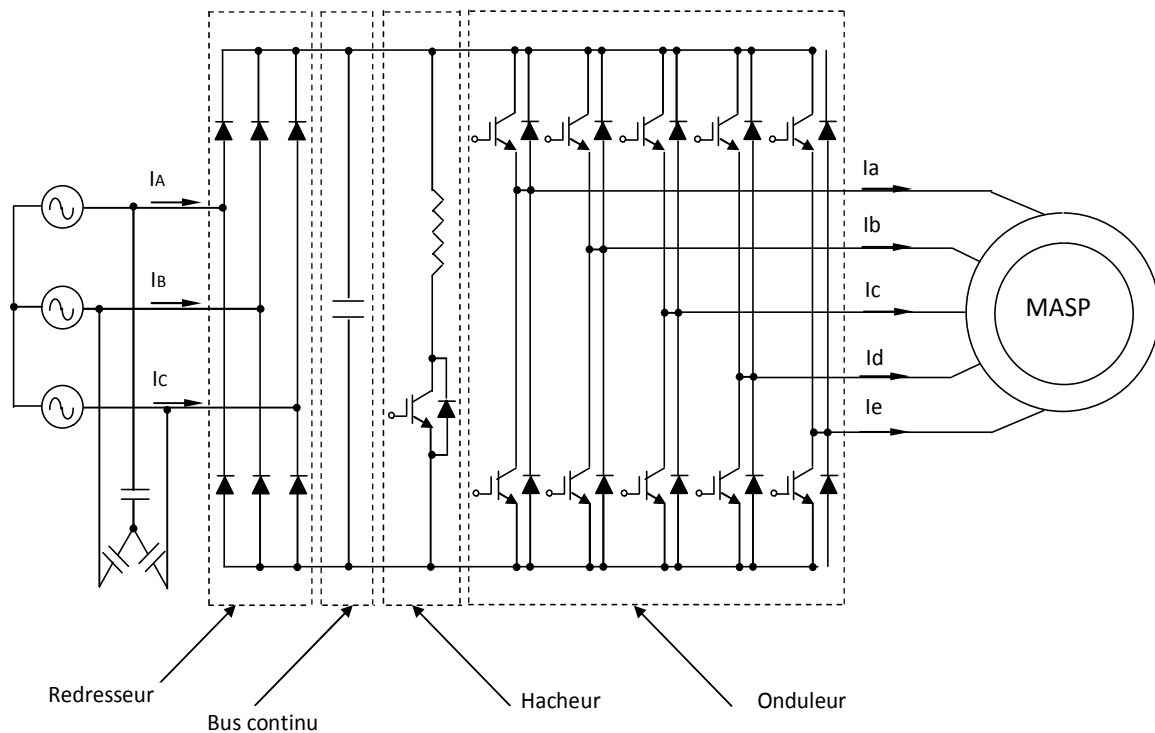 IA
IB
IC
Ia
Ib
Ic
Id
Ie
MASP
Redresseur
Bus continu
Hacheur
Onduleur